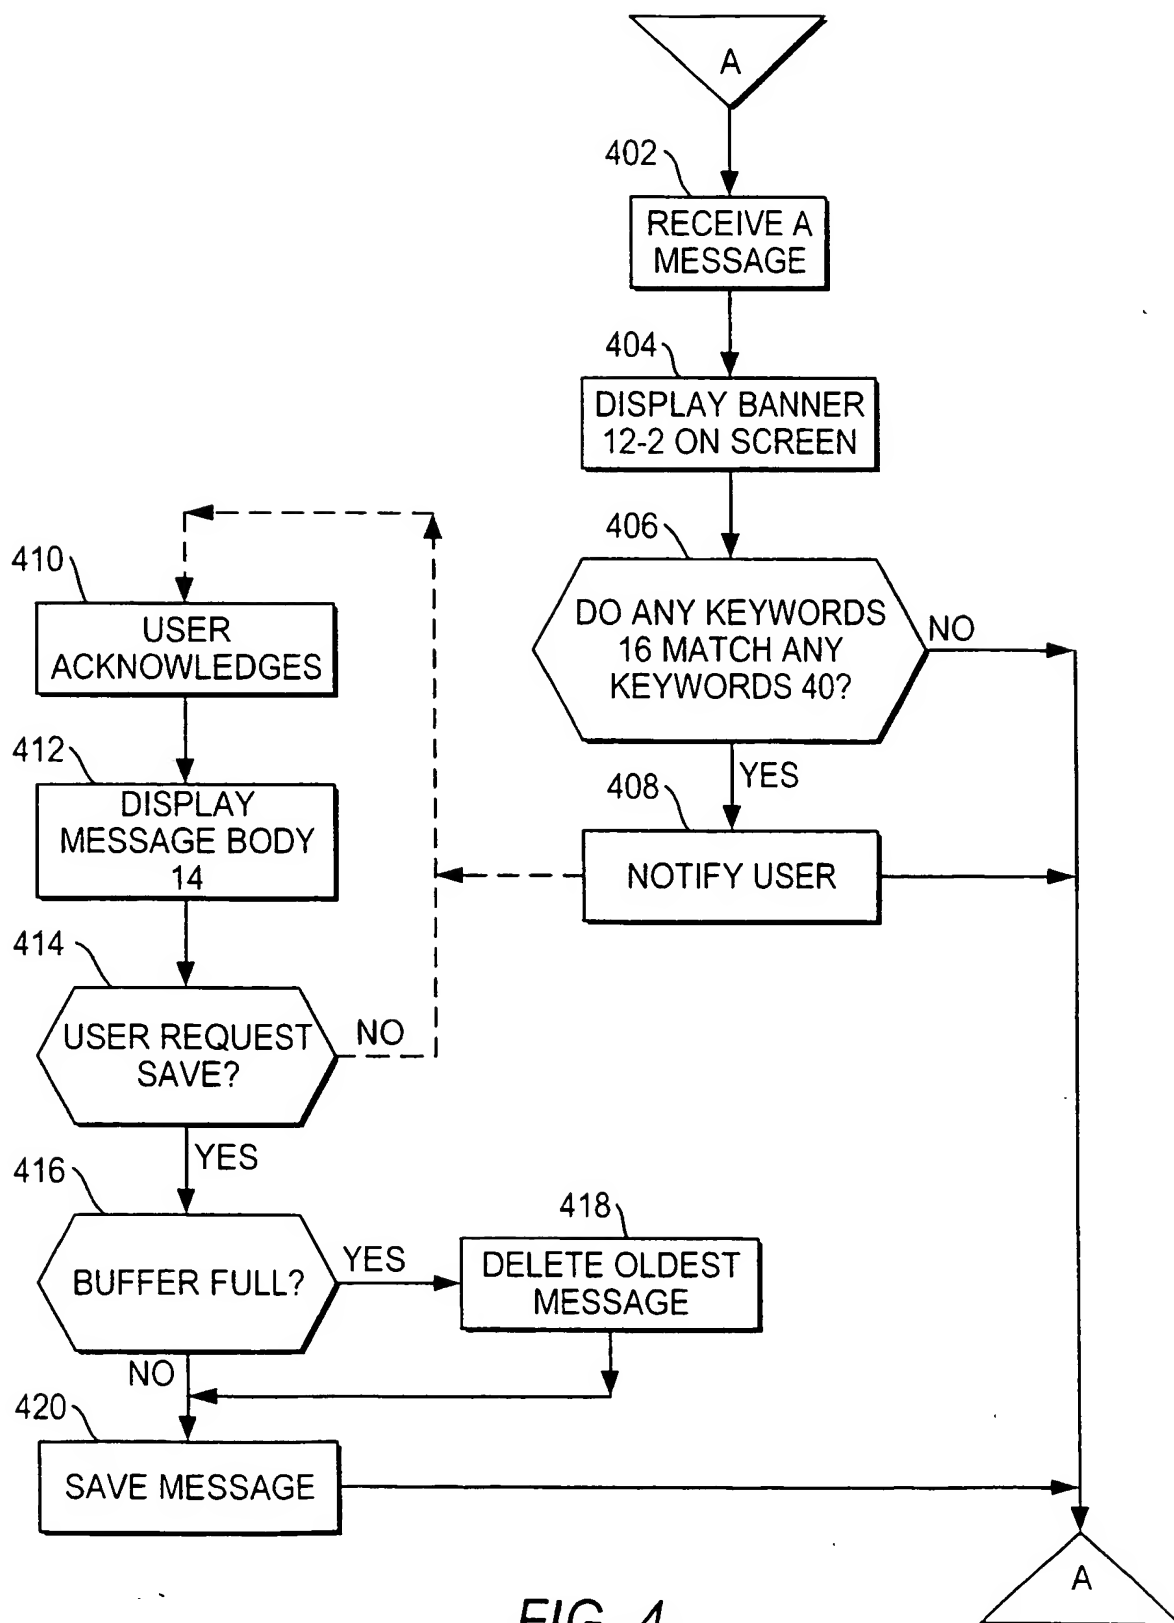 A
402
RECEIVE A
MESSAGE
404
DISPLAY BANNER
12-2 ON SCREEN
406
DO ANY KEYWORDS
16 MATCH ANY
KEYWORDS 40?
NO
YES
408
NOTIFY USER
410
USER
ACKNOWLEDGES
412
DISPLAY
MESSAGE BODY
14
414
USER REQUEST
SAVE?
NO
YES
416
BUFFER FULL?
YES
418
DELETE OLDEST
MESSAGE
NO
420
SAVE MESSAGE
A
FIG. 4